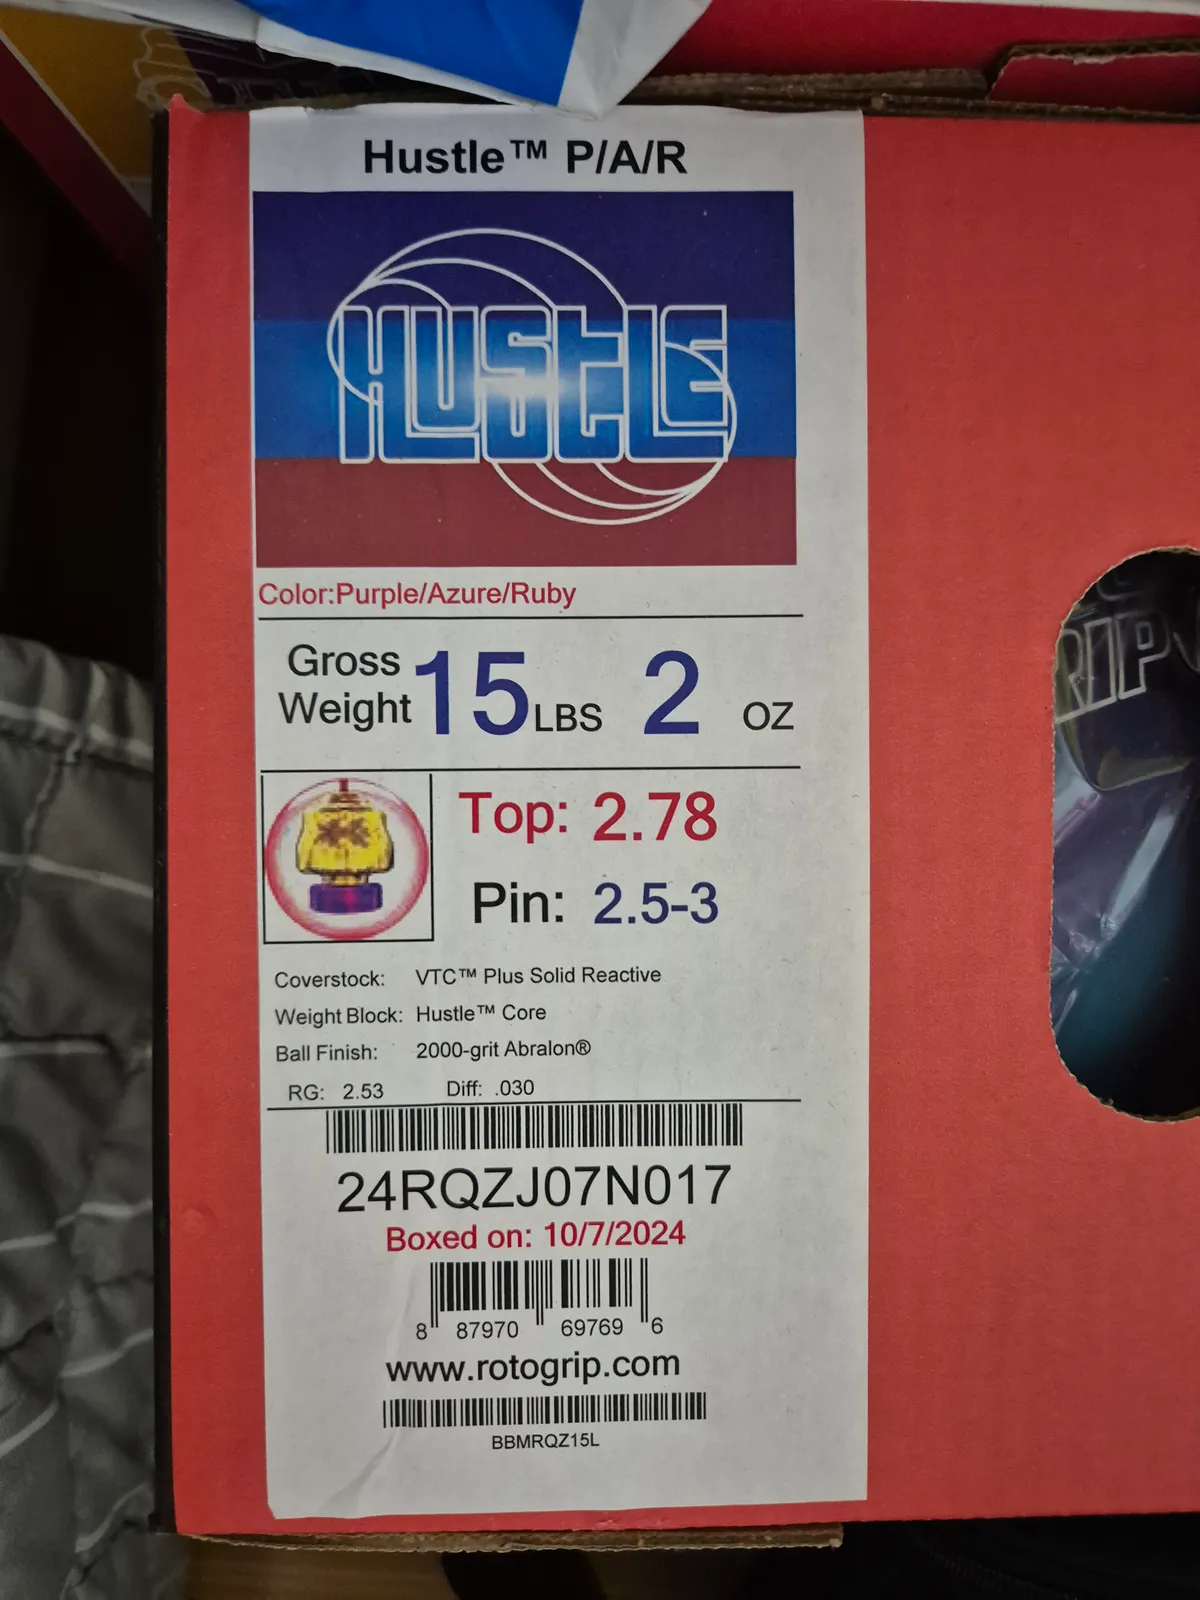 Hustle™ P/A/R
HUSTLE
Color:Purple/Azure/Ruby
Gross Weight 15 LBS 2 OZ
Top: 2.78
Pin: 2.5-3
Coverstock: VTC™ Plus Solid Reactive
Weight Block: Hustle™ Core
Ball Finish: 2000-grit Abralon®
RG: 2.53 Diff: .030
24RQZJ07N017
Boxed on: 10/7/2024
8 87970 69769 6
www.rotogrip.com
BBMRQZ15L
RIP